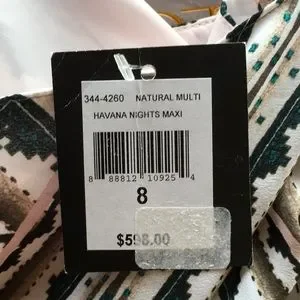 344-4260 NATURAL MULTI
HAVANA NIGHTS MAXI
8 88812 10925 4
8
$598.00